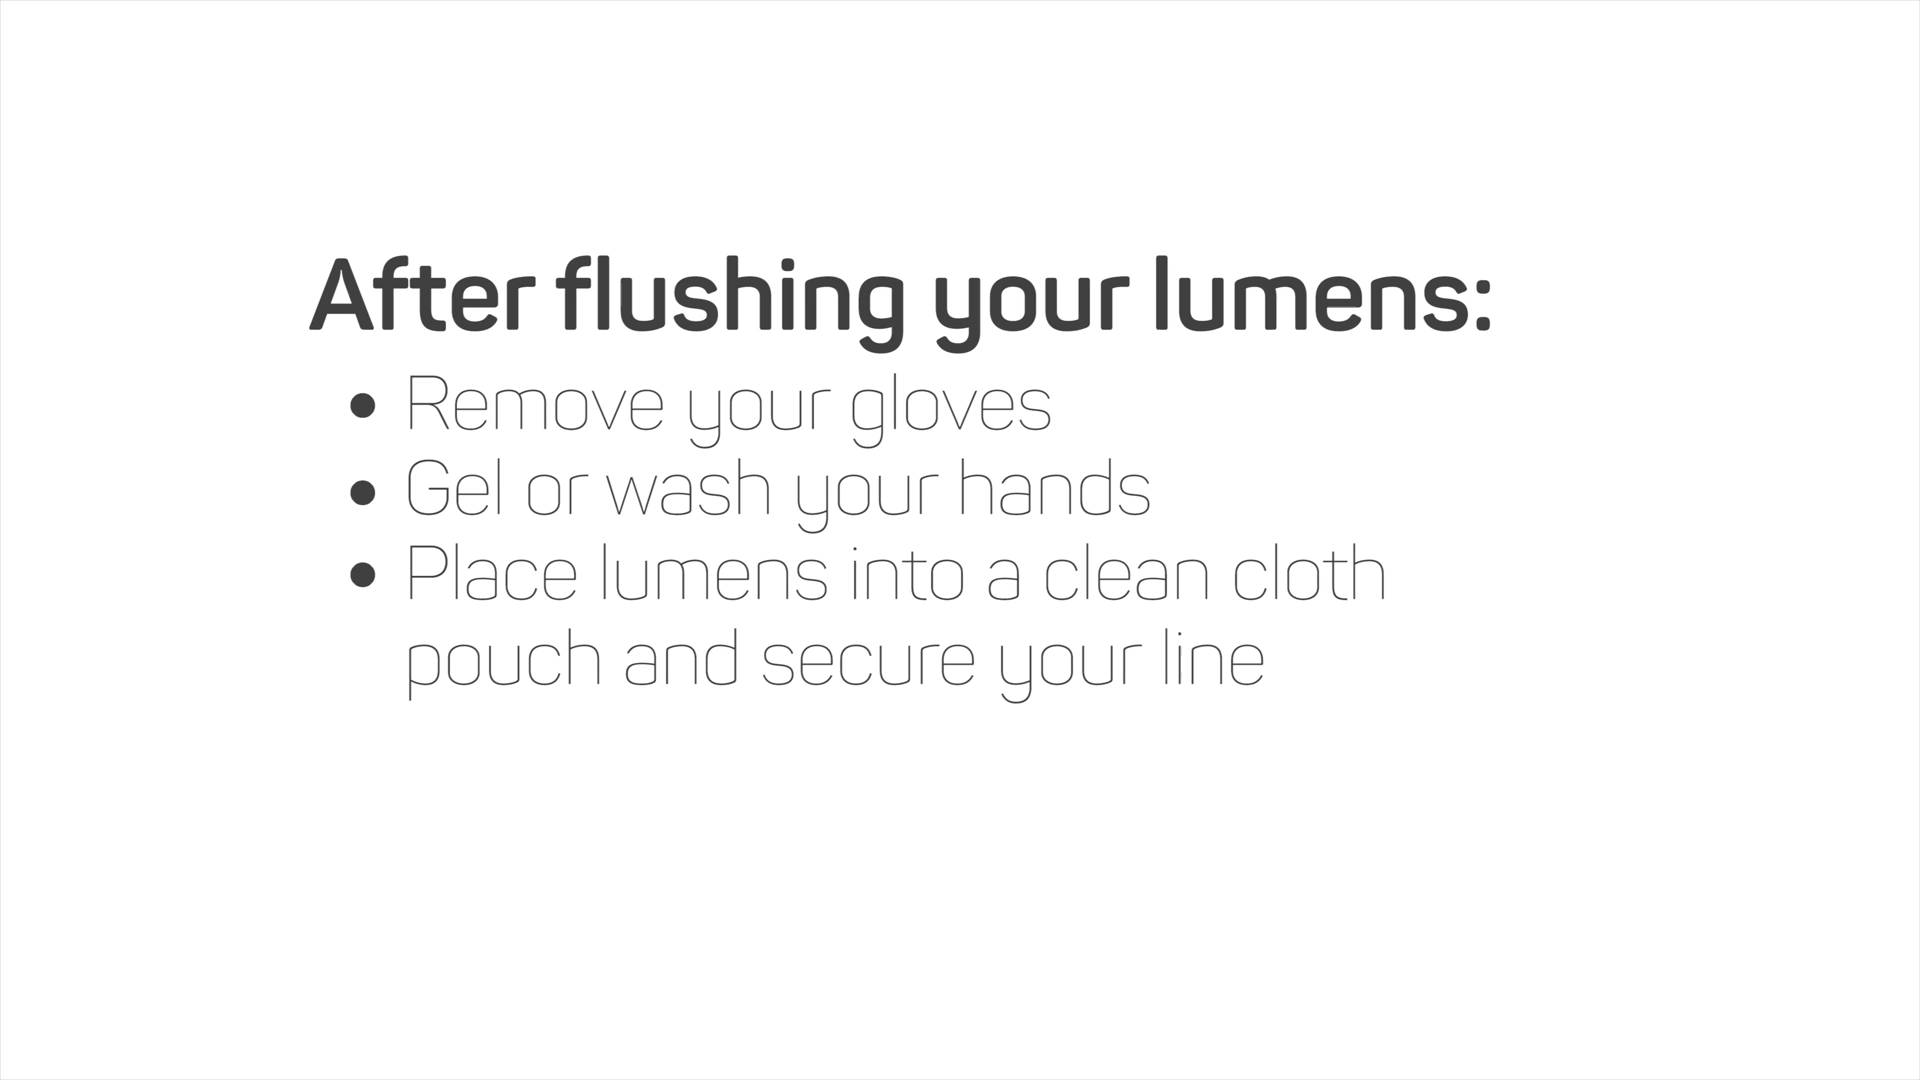 After flushing your lumens:
• Remove your gloves
• Gel or wash your hands
• Place lumens into a clean cloth
pouch and secure your line